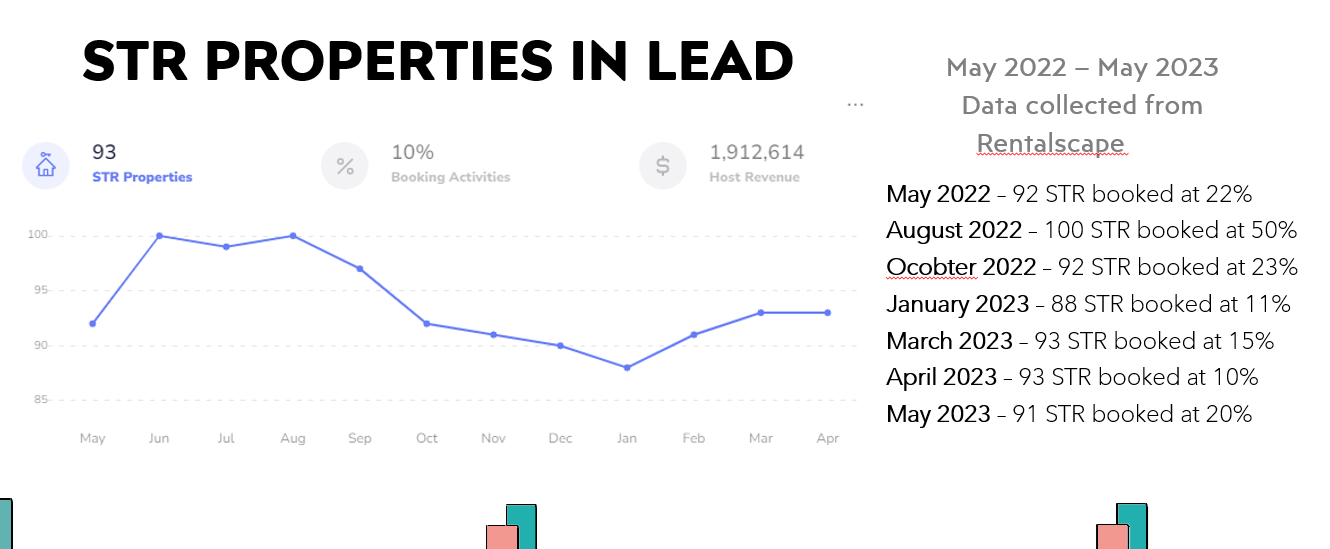 STR PROPERTIES IN LEAD
May 2022 – May 2023
Data collected from
Rentalscape
...
93
STR Properties
10%
Booking Activities
1,912,614
Host Revenue
%
$
100
95
90
85
May Jun Jul Aug Sep Oct Nov Dec Jan Feb Mar Apr
May 2022 – 92 STR booked at 22%
August 2022 – 100 STR booked at 50%
Ocobter 2022 – 92 STR booked at 23%
January 2023 – 88 STR booked at 11%
March 2023 – 93 STR booked at 15%
April 2023 – 93 STR booked at 10%
May 2023 – 91 STR booked at 20%